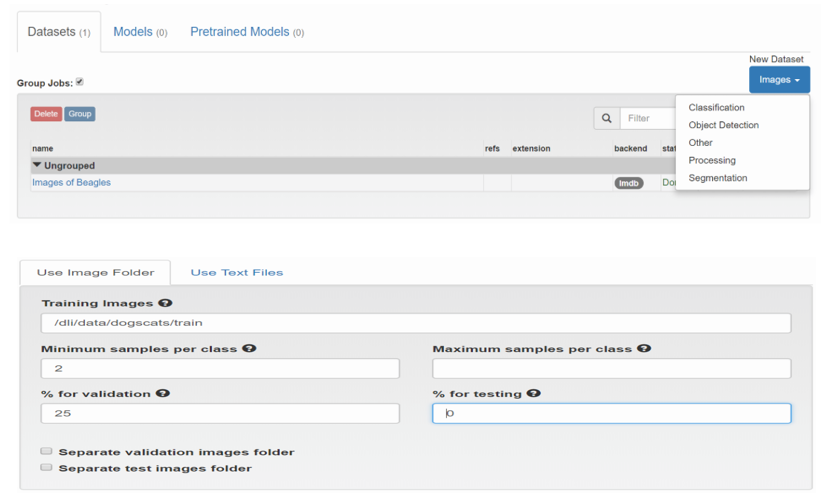 Datasets (1) Models (0) Pretrained Models (0)
New Dataset
Group Jobs:
Images
Delete Group
Filter
Classification
Object Detection
Other
Processing
Segmentation
name refs extension backend stat
Ungrouped
Images of Beagles lmdb Do
Use Image Folder Use Text Files
Training Images
/dli/data/dogscats/train
Minimum samples per class Maximum samples per class
2
% for validation % for testing
25 0
Separate validation images folder
Separate test images folder